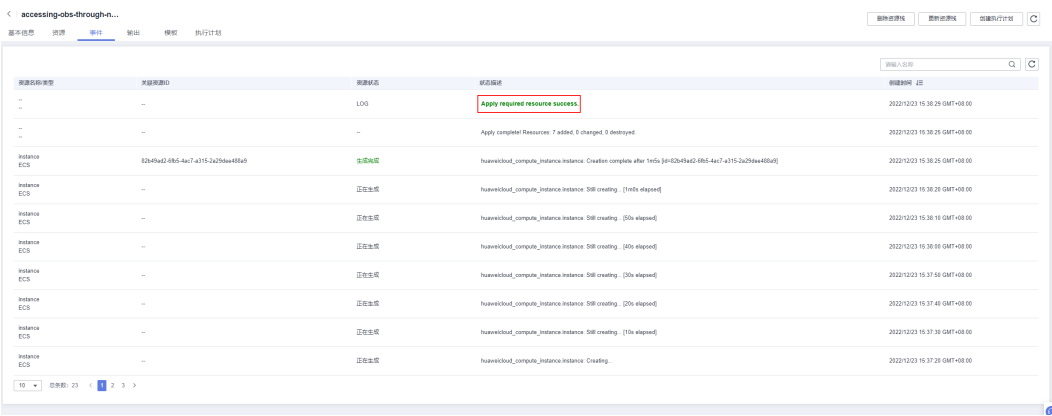 accessing-obs-through-n...
删除资源栈 更新资源栈 创建执行计划
基本信息 资源 事件 输出 模板 执行计划
请输入名称
资源名称/类型 关联资源ID 资源状态 状态描述 创建时间
-- -- LOG Apply required resource success. 2022/12/23 15:38:29 GMT+08:00
--
-- -- -- Apply complete! Resources: 7 added, 0 changed, 0 destroyed. 2022/12/23 15:38:25 GMT+08:00
--
instance
ECS 82b49ad2-6fb5-4ac7-a315-2a29dee488a9 生成完成 huaweicloud_compute_instance.instance: Creation complete after 1m5s [id=82b49ad2-6fb5-4ac7-a315-2a29dee488a9] 2022/12/23 15:38:25 GMT+08:00
instance
ECS -- 正在生成 huaweicloud_compute_instance.instance: Still creating... [1m0s elapsed] 2022/12/23 15:38:20 GMT+08:00
instance
ECS -- 正在生成 huaweicloud_compute_instance.instance: Still creating... [50s elapsed] 2022/12/23 15:38:10 GMT+08:00
instance
ECS -- 正在生成 huaweicloud_compute_instance.instance: Still creating... [40s elapsed] 2022/12/23 15:38:00 GMT+08:00
instance
ECS -- 正在生成 huaweicloud_compute_instance.instance: Still creating... [30s elapsed] 2022/12/23 15:37:50 GMT+08:00
instance
ECS -- 正在生成 huaweicloud_compute_instance.instance: Still creating... [20s elapsed] 2022/12/23 15:37:40 GMT+08:00
instance
ECS -- 正在生成 huaweicloud_compute_instance.instance: Still creating... [10s elapsed] 2022/12/23 15:37:30 GMT+08:00
instance
ECS -- 正在生成 huaweicloud_compute_instance.instance: Creating... 2022/12/23 15:37:20 GMT+08:00
10 总条数: 23 < 1 2 3 >